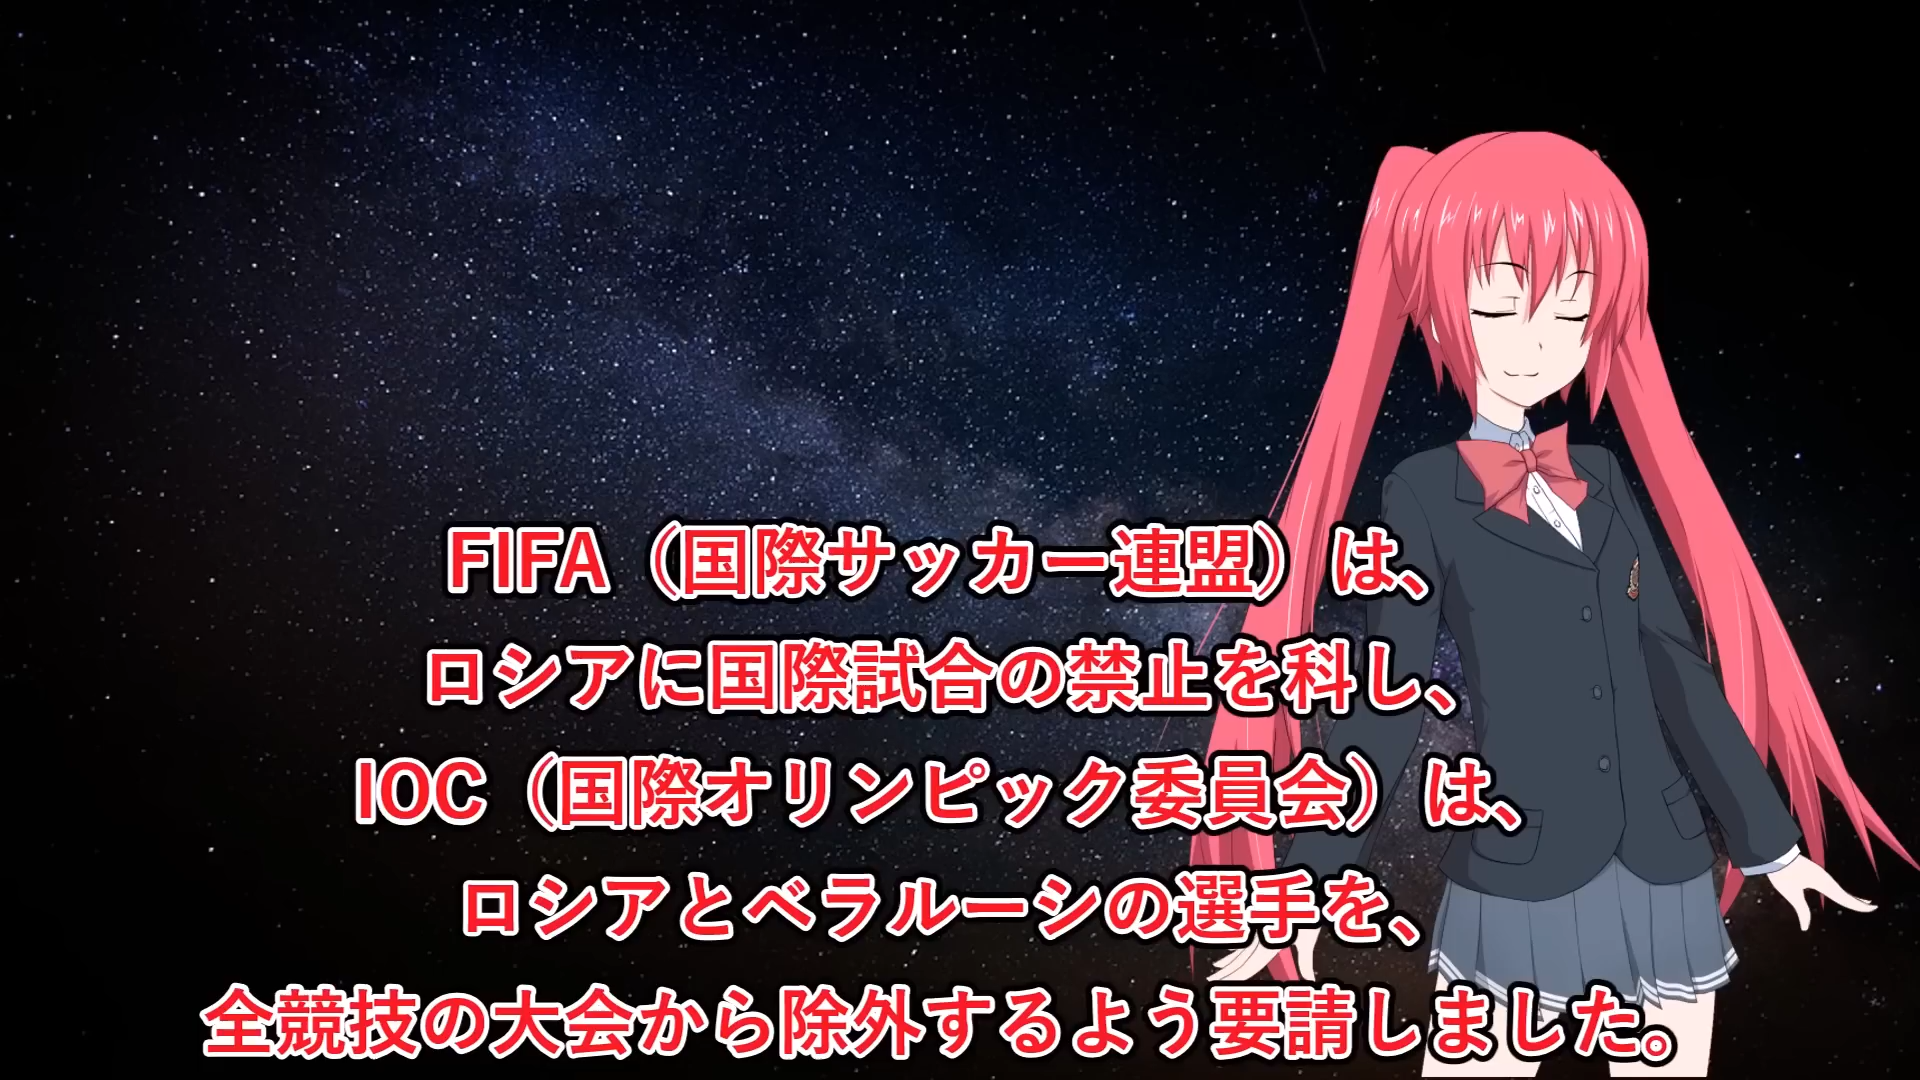 FIFA（国際サッカー連盟）は、
ロシアに国際試合の禁止を科し、
IOC（国際オリンピック委員会）は、
ロシアとベラルーシの選手を、
全競技の大会から除外するよう要請しました。